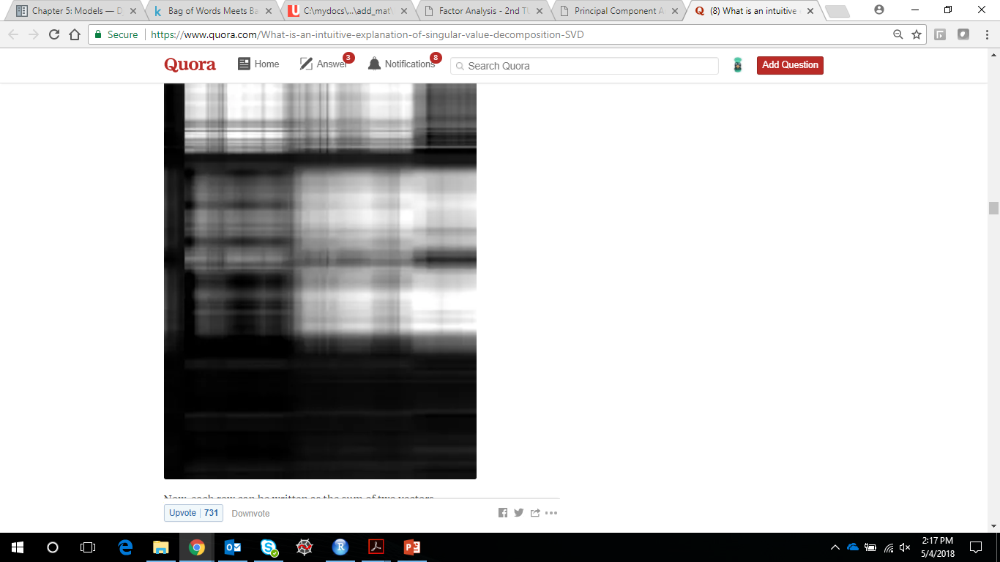 Chapter 5: Models — D
Bag of Words Meets Ba
C:\mydocs\...\add_mat\
Factor Analysis - 2nd TU
Principal Component A
(8) What is an intuitive
Secure https://www.quora.com/What-is-an-intuitive-explanation-of-singular-value-decomposition-SVD
Quora Home Answer 3 Notifications 8 Search Quora Add Question
Now, each row can be written as the sum of two vectors
Upvote 731 Downvote
2:17 PM
5/4/2018